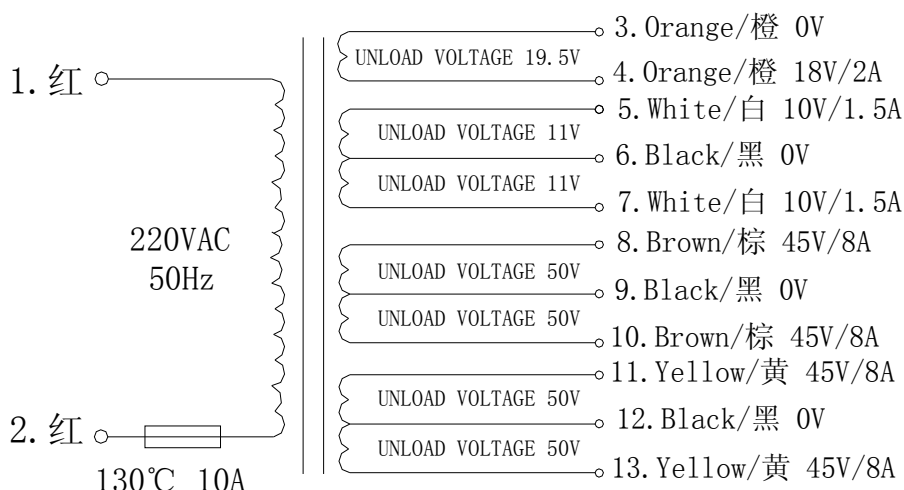 1.红
220VAC
50Hz
2.红
130℃ 10A
3.Orange/橙 0V
UNLOAD VOLTAGE 19.5V
4.Orange/橙 18V/2A
5.White/白 10V/1.5A
UNLOAD VOLTAGE 11V
6.Black/黑 0V
UNLOAD VOLTAGE 11V
7.White/白 10V/1.5A
8.Brown/棕 45V/8A
UNLOAD VOLTAGE 50V
9.Black/黑 0V
UNLOAD VOLTAGE 50V
10.Brown/棕 45V/8A
11.Yellow/黄 45V/8A
UNLOAD VOLTAGE 50V
12.Black/黑 0V
UNLOAD VOLTAGE 50V
13.Yellow/黄 45V/8A